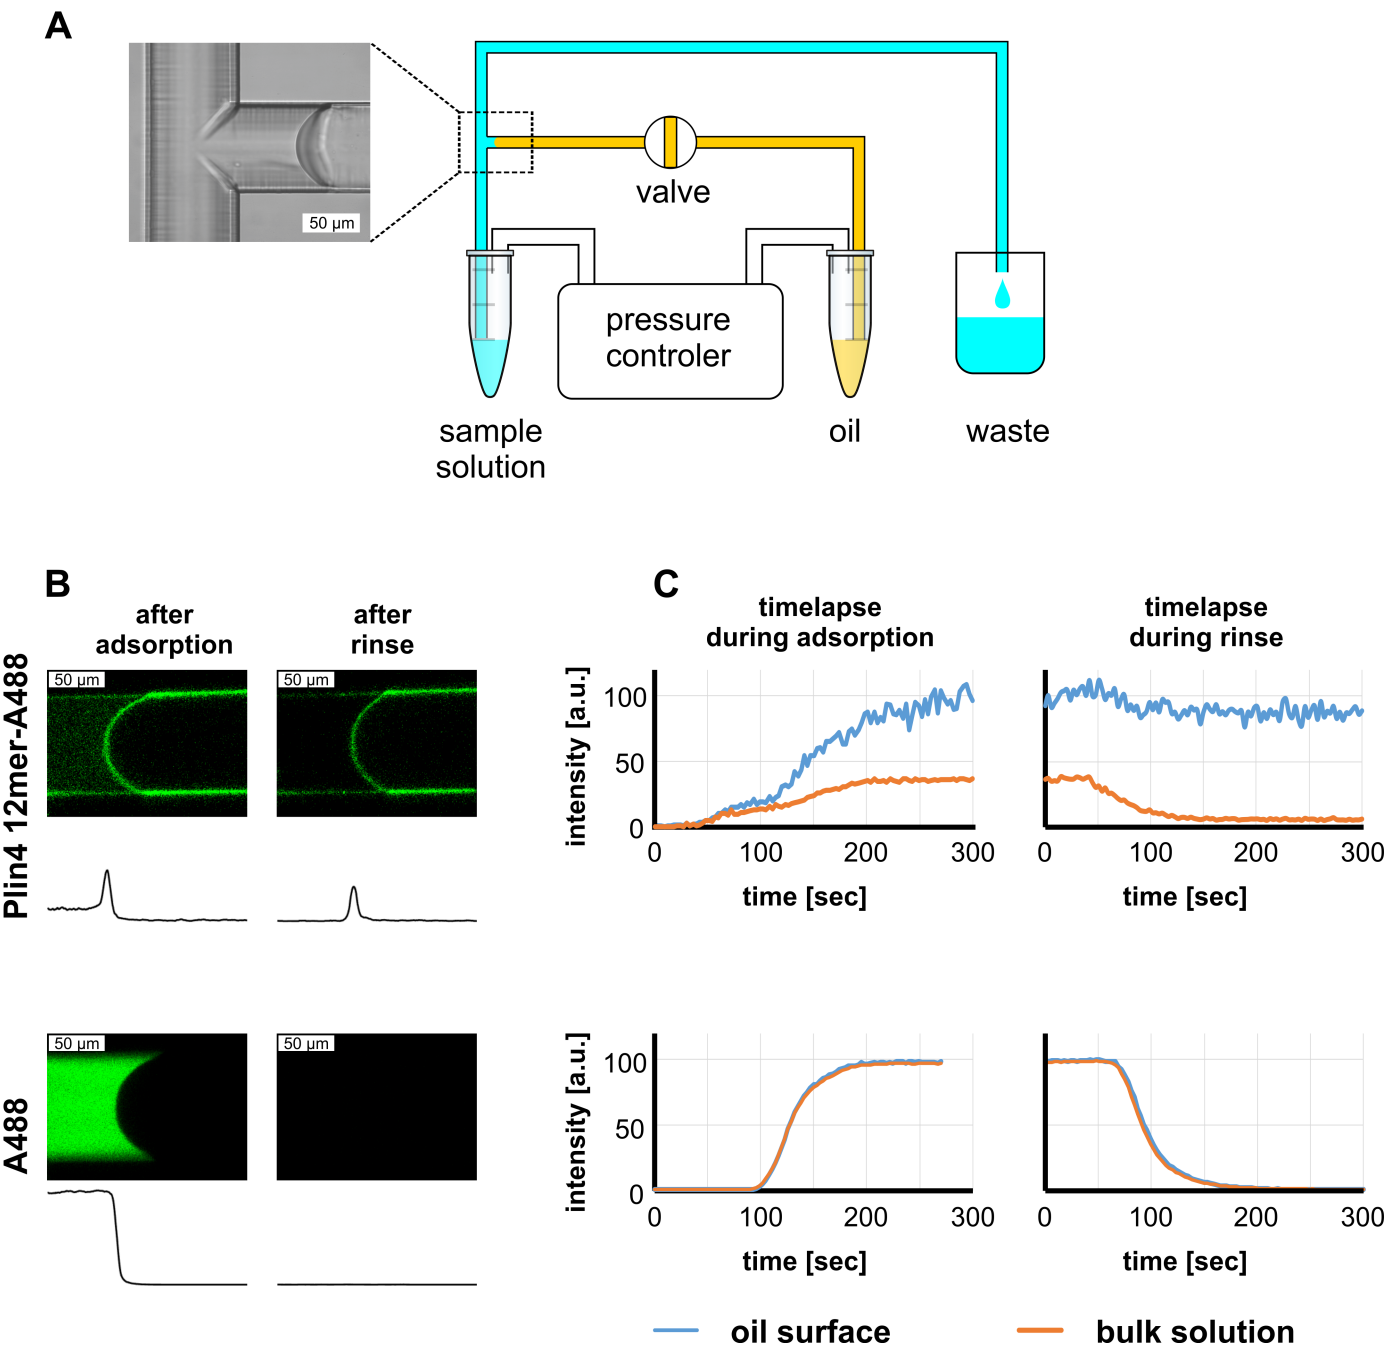 A
50 µm
valve
pressure
controler
sample
solution
oil
waste
B
after
adsorption
after
rinse
Plin4 12mer-A488
50 µm
50 µm
A488
50 µm
50 µm
C
timelapse
during adsorption
timelapse
during rinse
intensity [a.u.]
100
50
0
0 100 200 300
time [sec]
0 100 200 300
time [sec]
intensity [a.u.]
100
50
0
0 100 200 300
time [sec]
0 100 200 300
time [sec]
oil surface
bulk solution